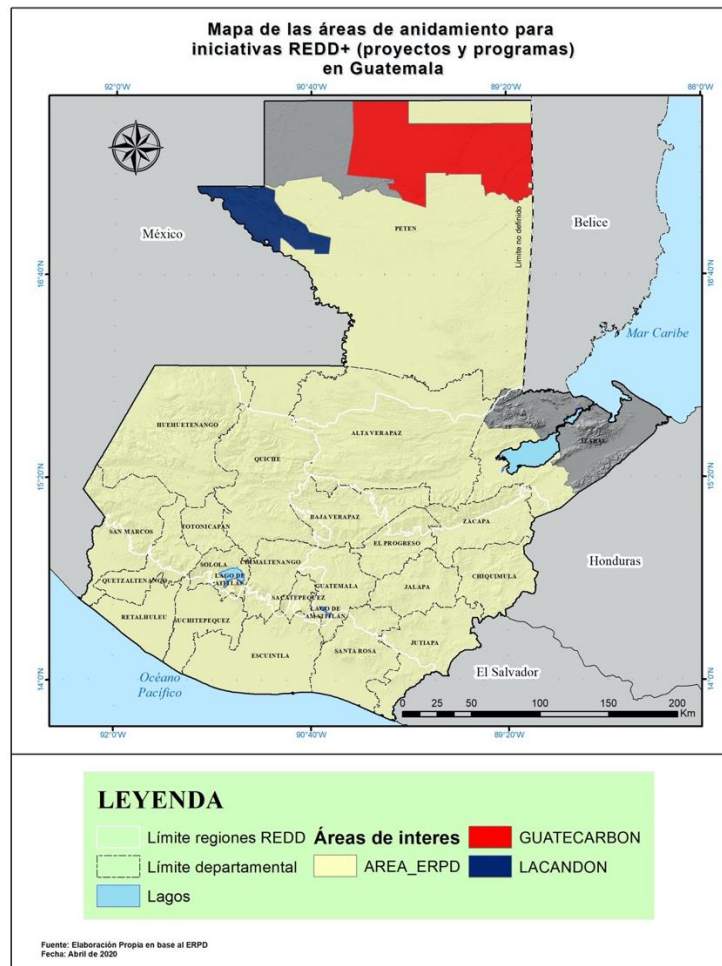 Mapa de las áreas de anidamiento para
iniciativas REDD+ (proyectos y programas)
en Guatemala
92°0'W
90°40'W
89°20'W
88°0'W
México
PETEN
Límite no definido
Belice
16°40'N
16°40'N
Mar Caribe
HUEHUETENANGO
ALTA VERAPAZ
QUICHE
IZABAL
15°20'N
15°20'N
BAJA VERAPAZ
ZACAPA
SAN MARCOS
TOTONICAPAN
EL PROGRESO
Honduras
SOLOLA
CHIMALTENANGO
QUETZALTENANGO
LAGO DE
ATITLAN
GUATEMALA
JALAPA
CHIQUIMULA
SACATEPEQUEZ
LAGO DE
AMATITLAN
RETALHULEU
SUCHITEPEQUEZ
JUTIAPA
ESCUINTLA
SANTA ROSA
El Salvador
14°0'N
14°0'N
Océano
Pacífico
0 25 50 100 150 200
Km
92°0'W
90°40'W
89°20'W
LEYENDA
Límite regiones REDD
Áreas de interes
GUATECARBON
Límite departamental
AREA_ERPD
LACANDON
Lagos
Fuente: Elaboración Propia en base al ERPD
Fecha: Abril de 2020